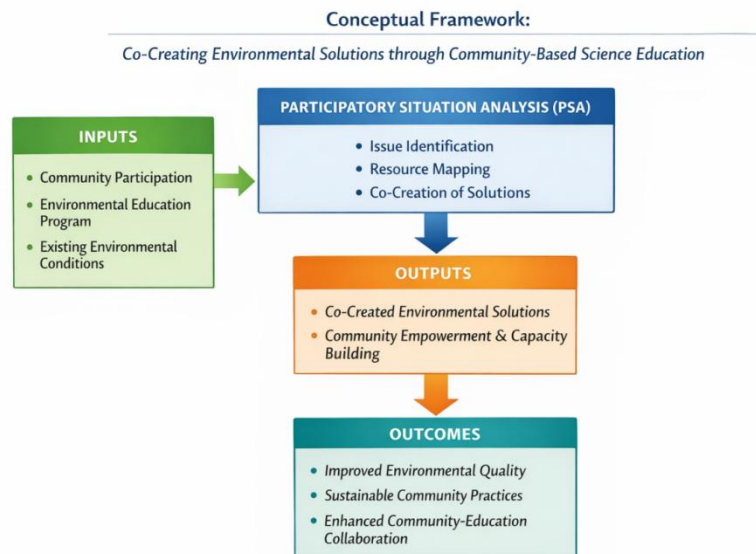 Conceptual Framework:
Co-Creating Environmental Solutions through Community-Based Science Education
INPUTS
• Community Participation
• Environmental Education
Program
• Existing Environmental
Conditions
PARTICIPATORY SITUATION ANALYSIS (PSA)
• Issue Identification
• Resource Mapping
• Co-Creation of Solutions
OUTPUTS
• Co-Created Environmental Solutions
• Community Empowerment & Capacity
Building
OUTCOMES
• Improved Environmental Quality
• Sustainable Community Practices
• Enhanced Community-Education
Collaboration